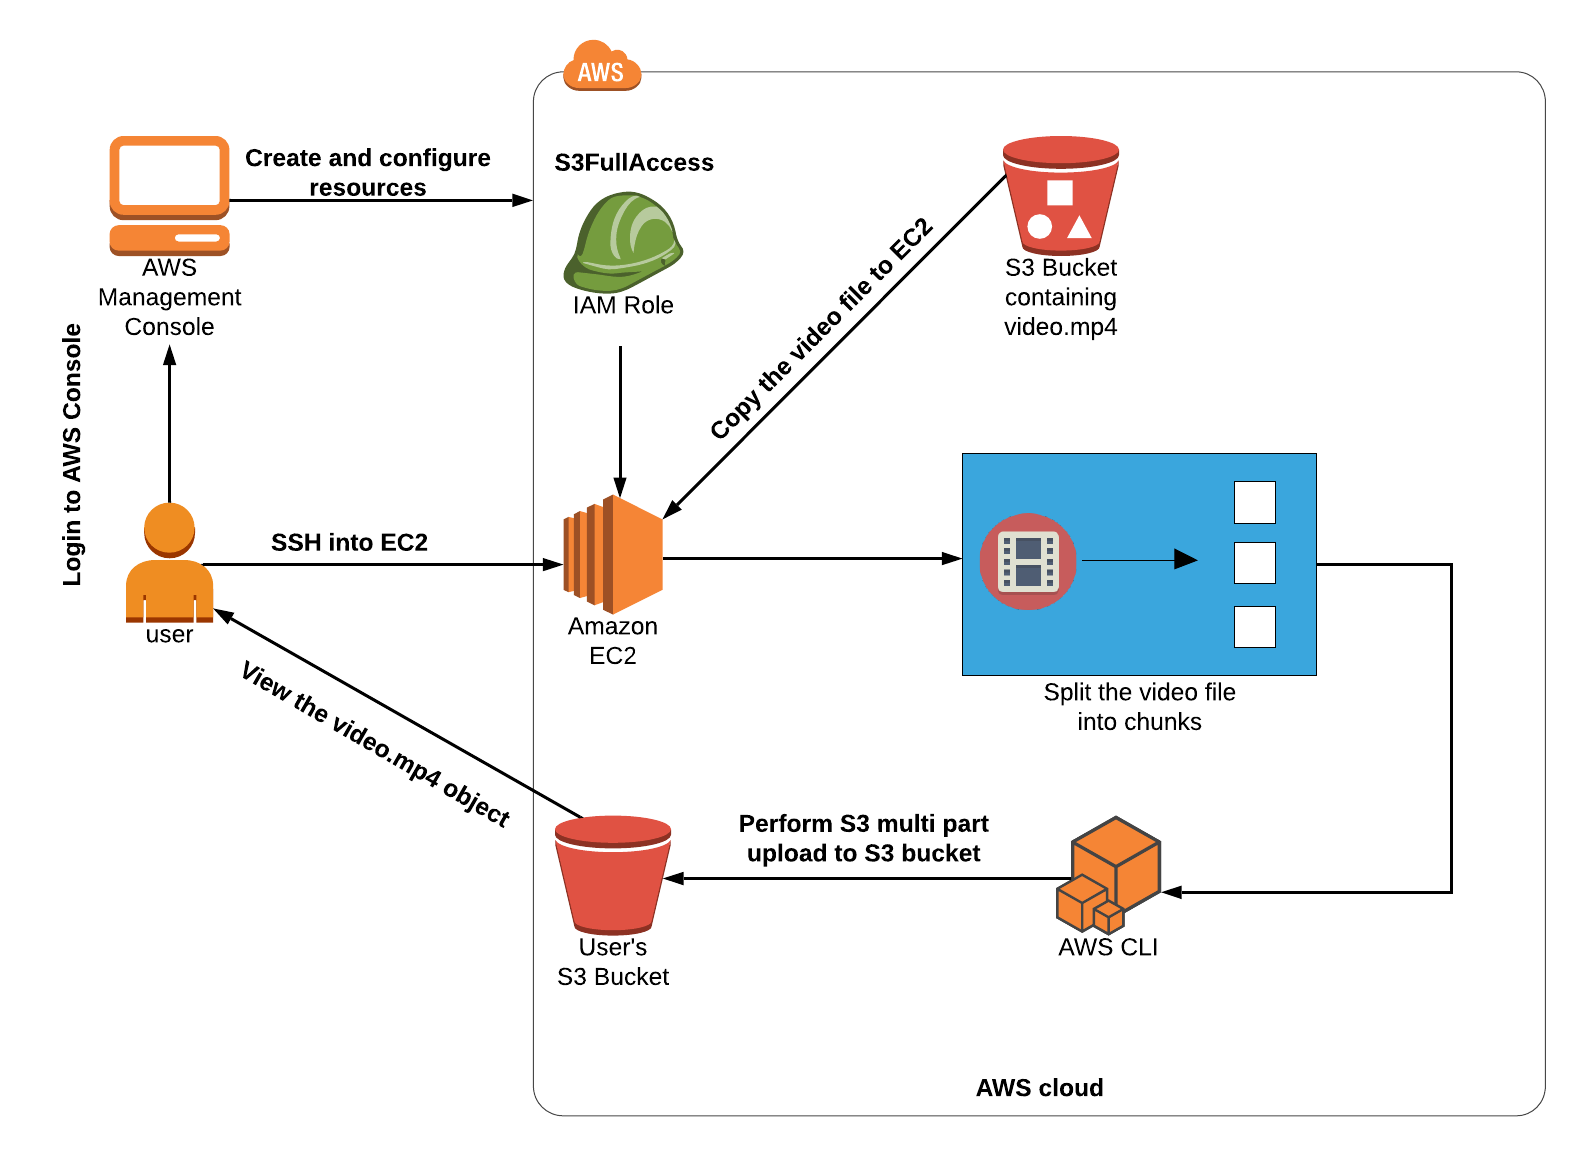 AWS
Create and configure
resources
S3FullAccess
AWS
Management
Console
IAM Role
S3 Bucket
containing
video.mp4
Copy the video file to EC2
Login to AWS Console
SSH into EC2
user
Amazon
EC2
Split the video file
into chunks
View the video.mp4 object
Perform S3 multi part
upload to S3 bucket
User's
S3 Bucket
AWS CLI
AWS cloud